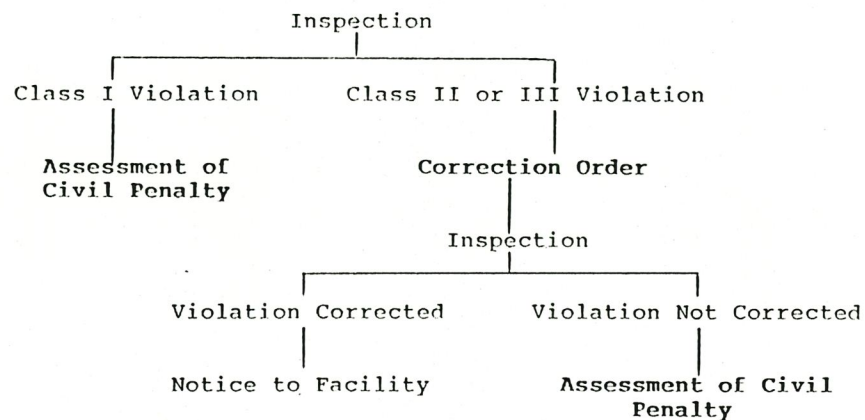 Inspection
Class I Violation
Class II or III Violation
Assessment of
Civil Penalty
Correction Order
Inspection
Violation Corrected
Violation Not Corrected
Notice to Facility
Assessment of Civil
Penalty